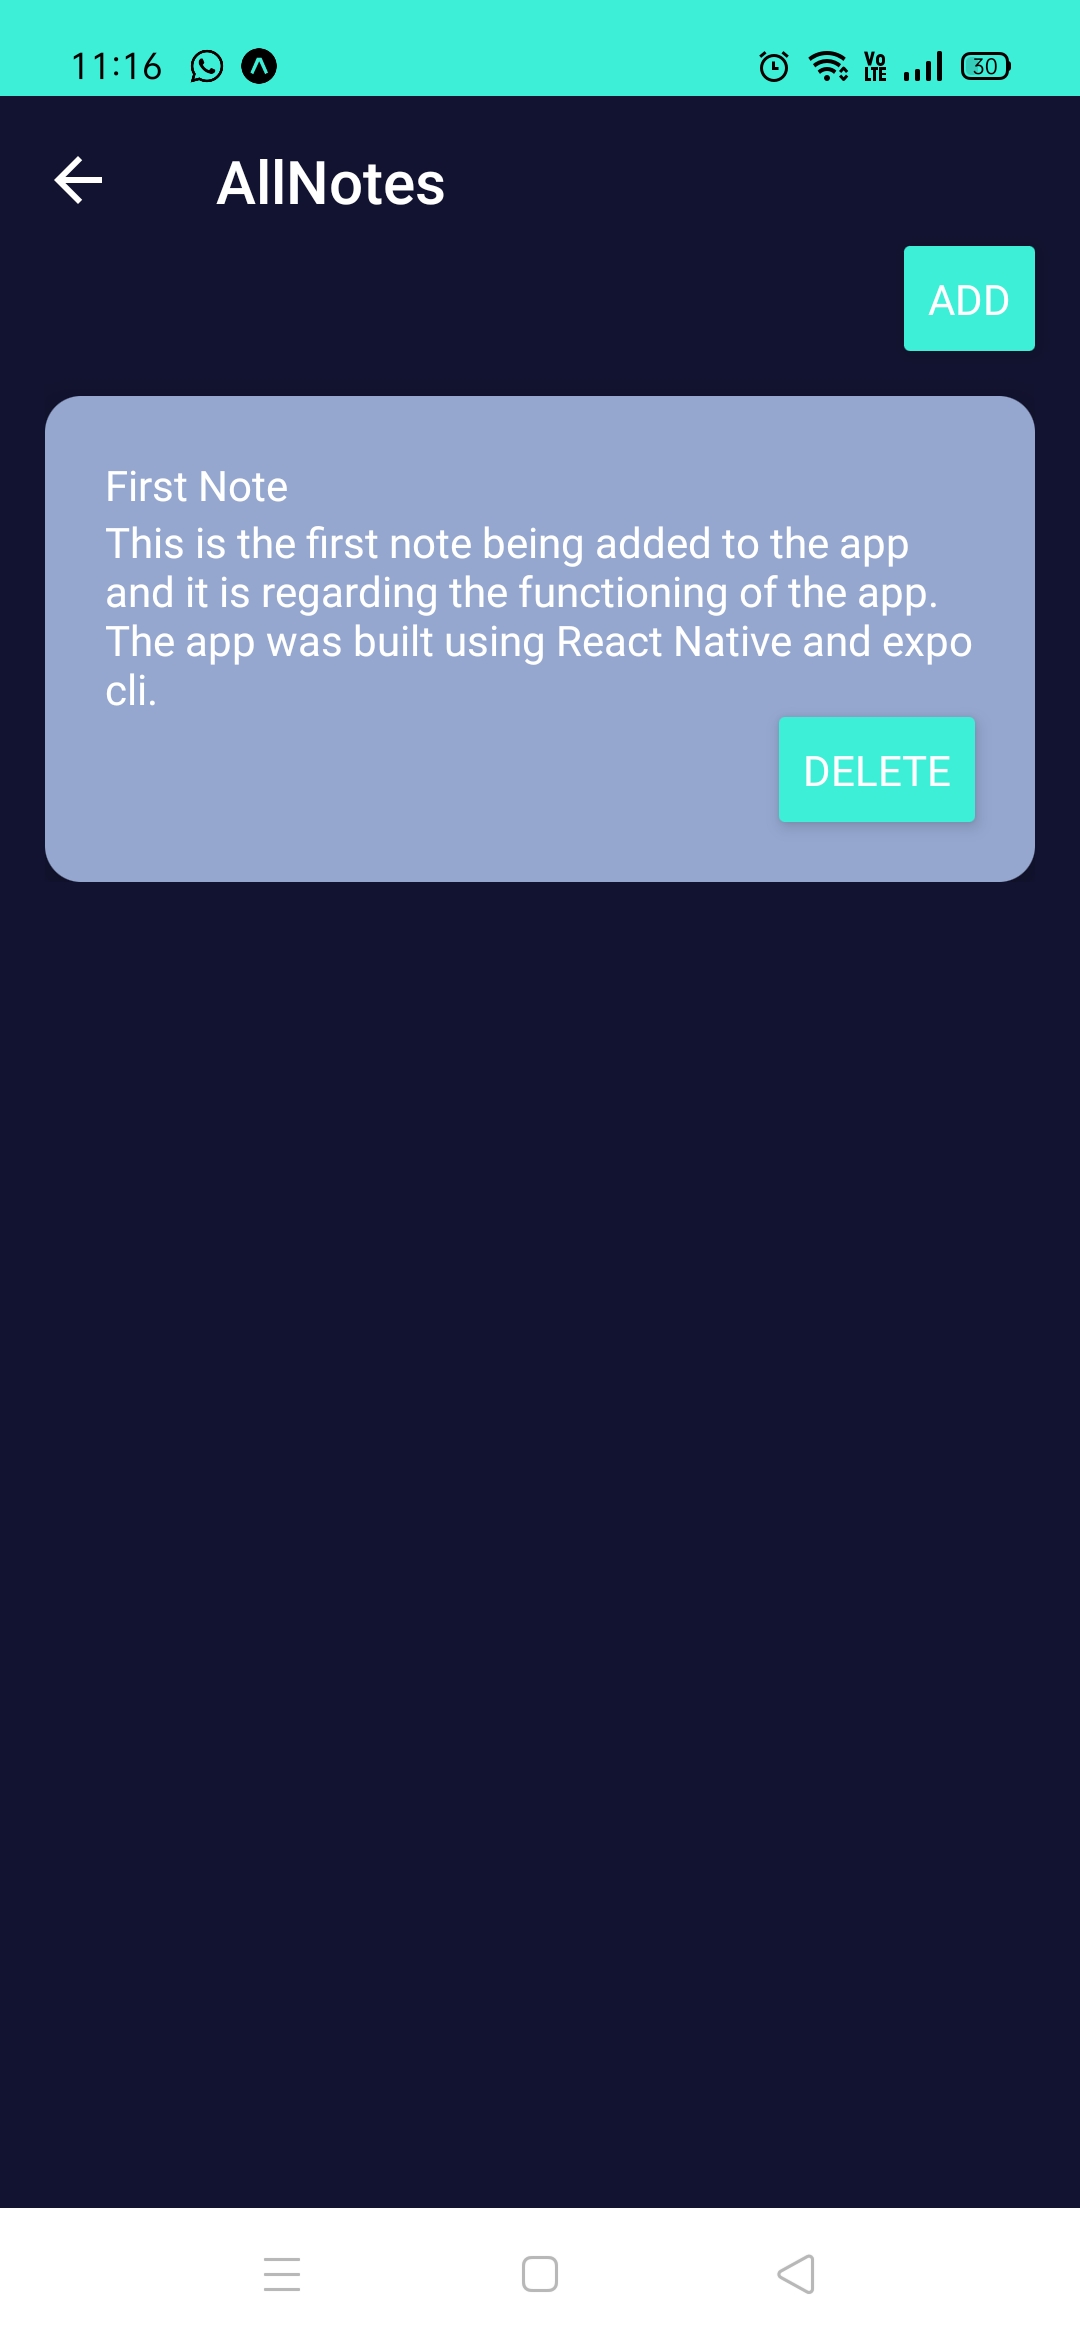 11:16 Vo LTE 30
AllNotes
ADD
First Note
This is the first note being added to the app
and it is regarding the functioning of the app.
The app was built using React Native and expo
cli.
DELETE